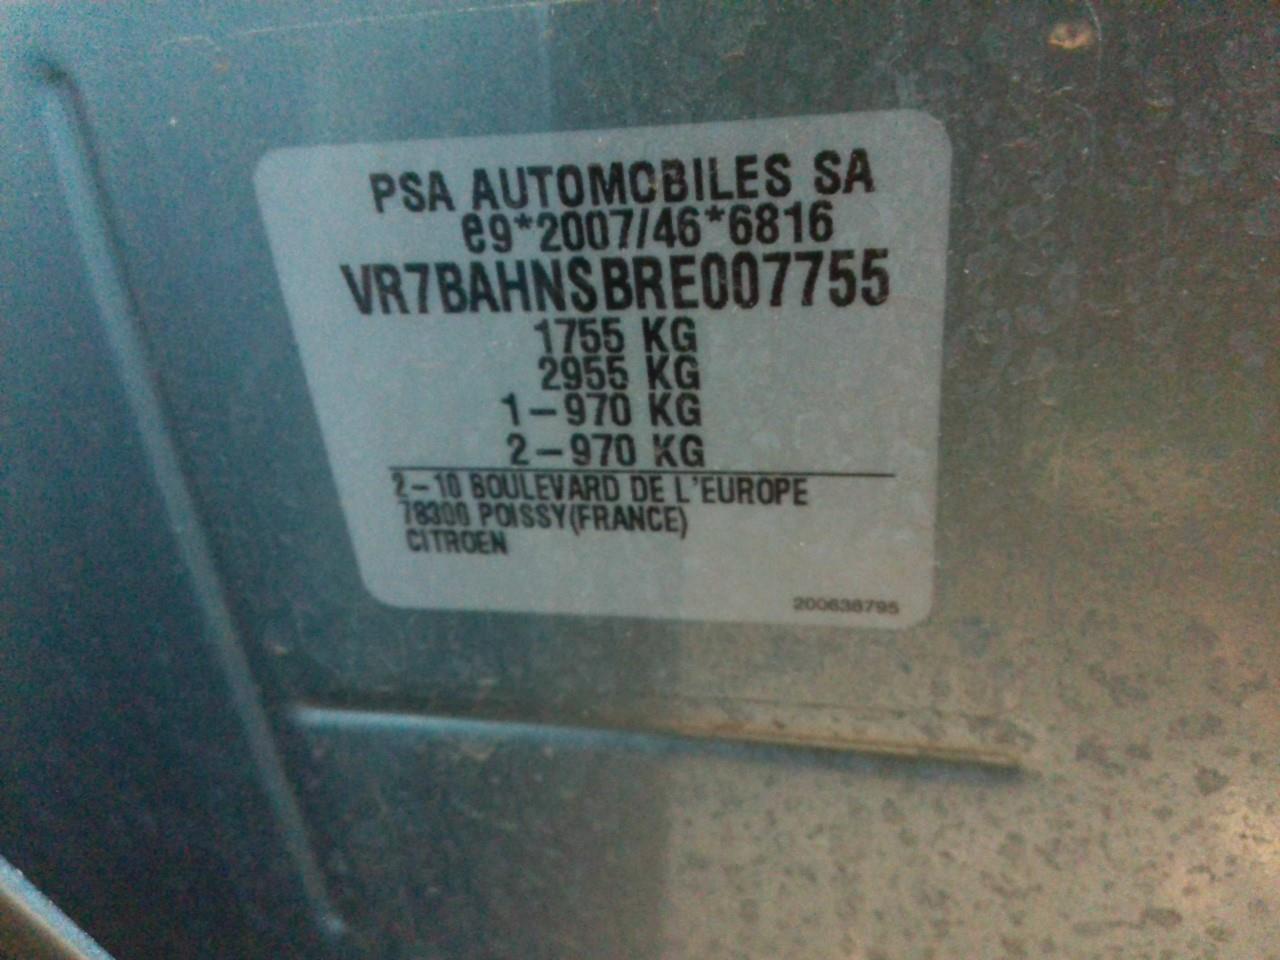 PSA AUTOMOBILES SA
e9*2007/46*6816
VR7BAHNSBRE007755
1755 KG
2955 KG
1-970 KG
2-970 KG
2-10 BOULEVARD DE L'EUROPE
78300 POISSY(FRANCE)
CITROEN
200638795